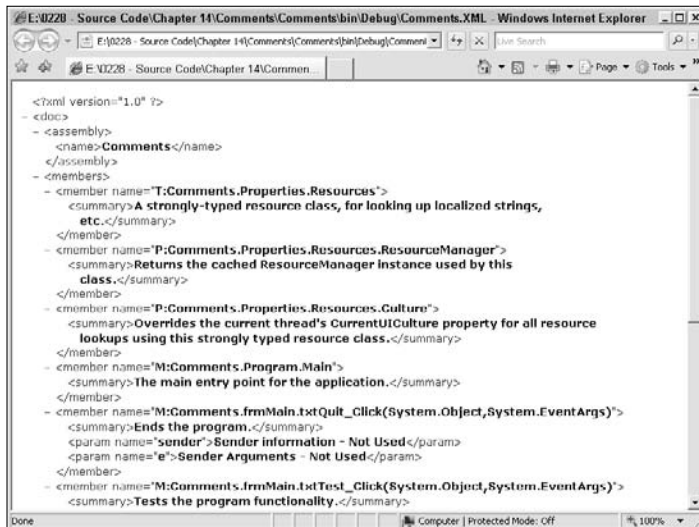 E:\0228 - Source Code\Chapter 14\Comments\Comments\bin\Debug\Comments.XML - Windows Internet Explorer
E:\0228 - Source Code\Chapter 14\Comments\Comments\bin\Debug\Comment
Live Search
E:\0228 - Source Code\Chapter 14\Commen...
Page
Tools
<?xml version="1.0" ?>
- <doc>
- <assembly>
<name>Comments</name>
</assembly>
- <members>
- <member name="T:Comments.Properties.Resources">
<summary>A strongly-typed resource class, for looking up localized strings,
etc.</summary>
</member>
- <member name="P:Comments.Properties.Resources.ResourceManager">
<summary>Returns the cached ResourceManager instance used by this
class.</summary>
</member>
- <member name="P:Comments.Properties.Resources.Culture">
<summary>Overrides the current thread's CurrentUICulture property for all resource
lookups using this strongly typed resource class.</summary>
</member>
- <member name="M:Comments.Program.Main">
<summary>The main entry point for the application.</summary>
</member>
- <member name="M:Comments.frmMain.txtQuit_Click(System.Object,System.EventArgs)">
<summary>Ends the program.</summary>
<param name="sender">Sender information - Not Used</param>
<param name="e">Sender Arguments - Not Used</param>
</member>
- <member name="M:Comments.frmMain.txtTest_Click(System.Object,System.EventArgs)">
<summary>Tests the program functionality.</summary>
Done
Computer | Protected Mode: Off
100%